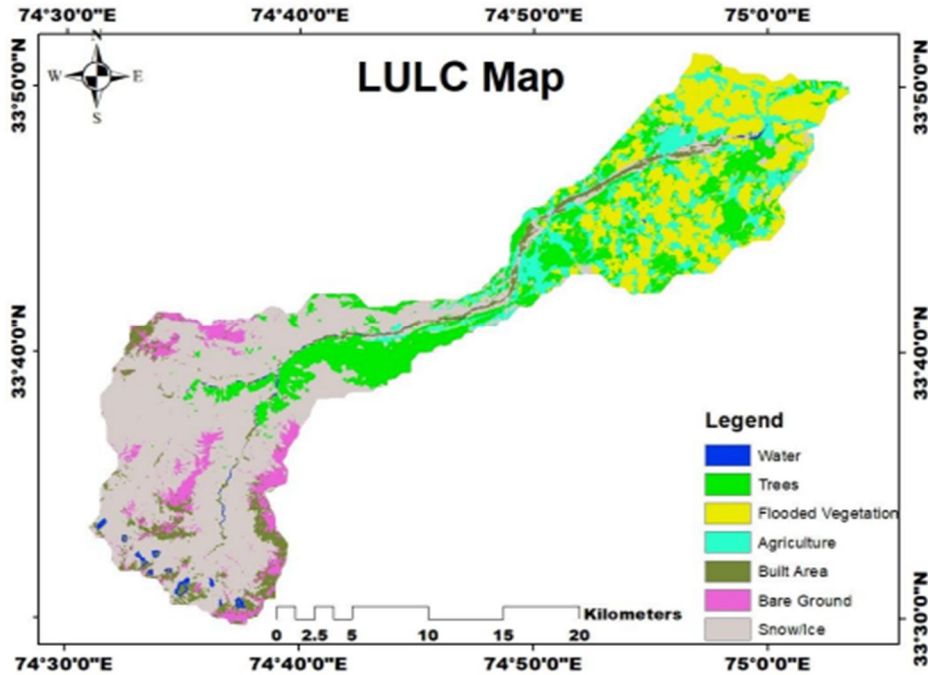 74°30'0"E 74°40'0"E 74°50'0"E 75°0'0"E
N
W E
S
LULC Map
33°50'0"N 33°50'0"N
33°40'0"N 33°40'0"N
33°30'0"N
Legend
Water
Trees
Flooded Vegetation
Agriculture
Built Area
Bare Ground
Snow/Ice
Kilometers
0 2.5 5 10 15 20
33°30'0"N
74°30'0"E 74°40'0"E 74°50'0"E 75°0'0"E